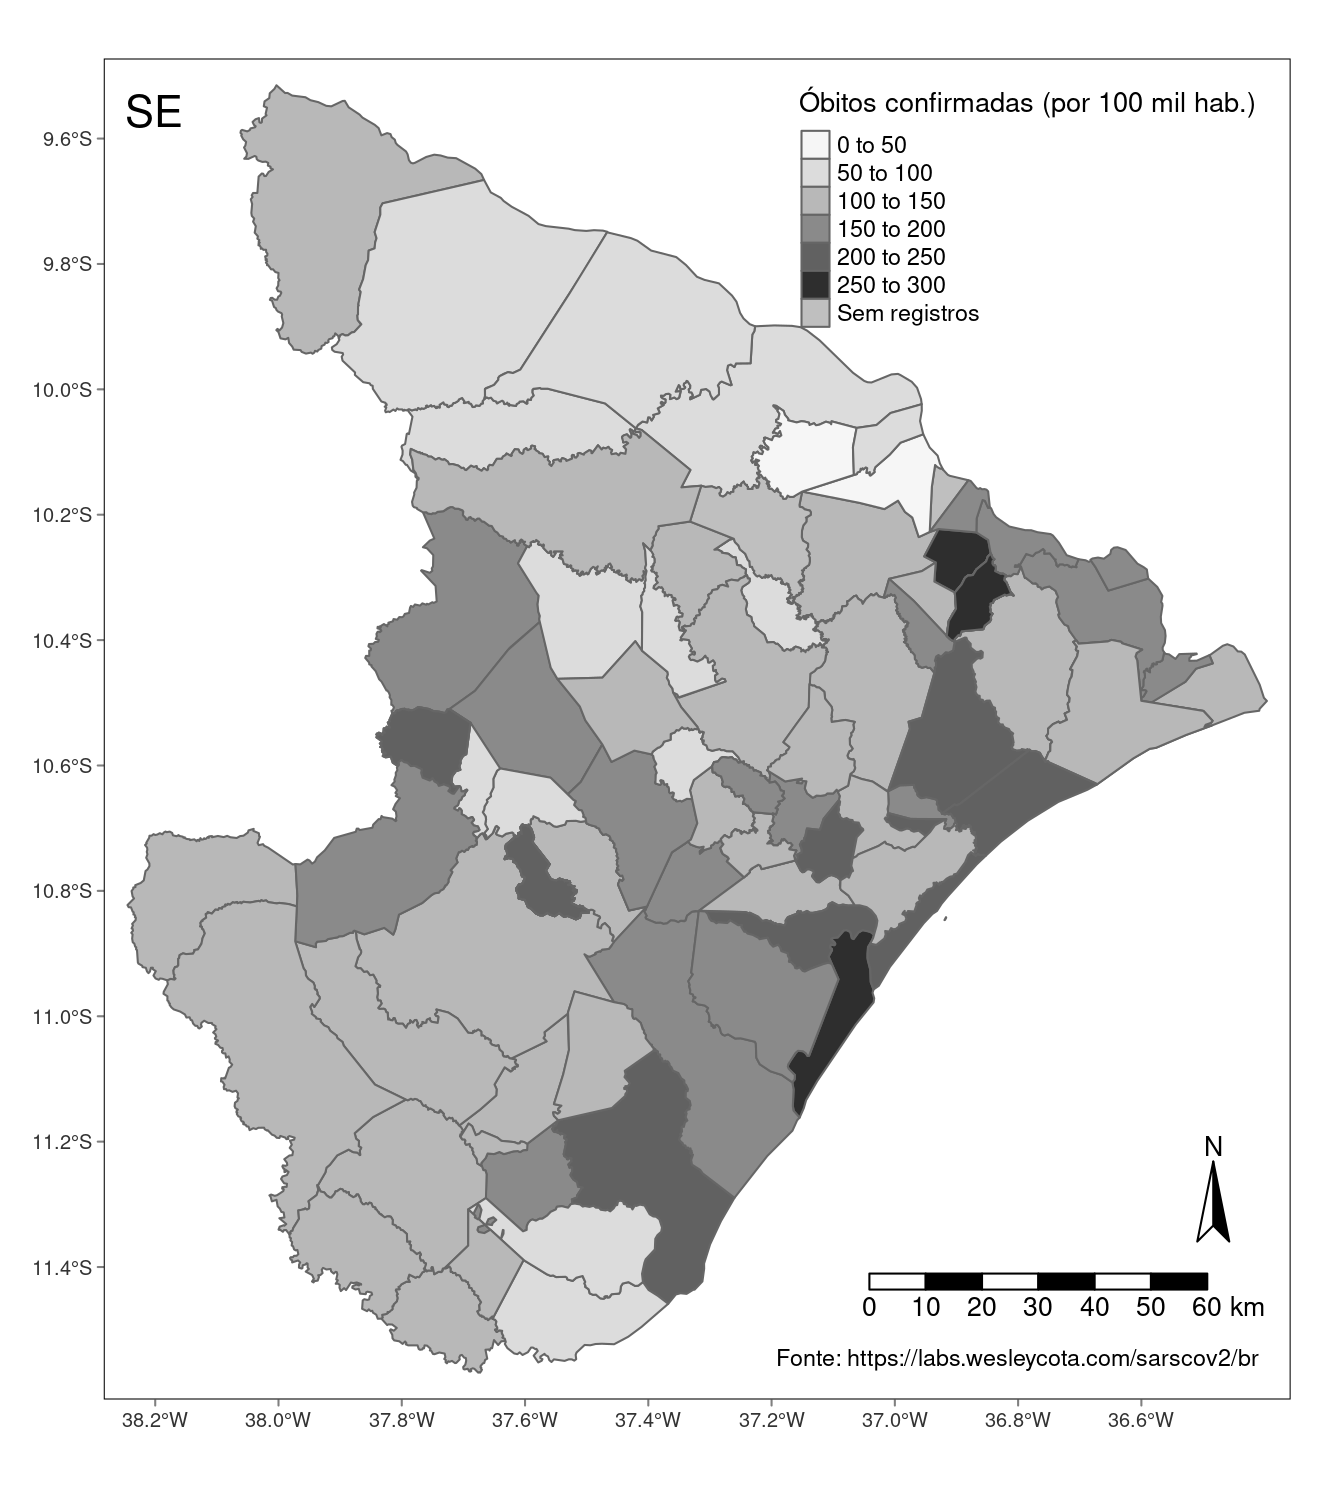 SE
Óbitos confirmadas (por 100 mil hab.)
0 to 50
50 to 100
100 to 150
150 to 200
200 to 250
250 to 300
Sem registros
9.6°S
9.8°S
10.0°S
10.2°S
10.4°S
10.6°S
10.8°S
11.0°S
11.2°S
11.4°S
N
0 10 20 30 40 50 60 km
Fonte: https://labs.wesleycota.com/sarscov2/br
38.2°W 38.0°W 37.8°W 37.6°W 37.4°W 37.2°W 37.0°W 36.8°W 36.6°W